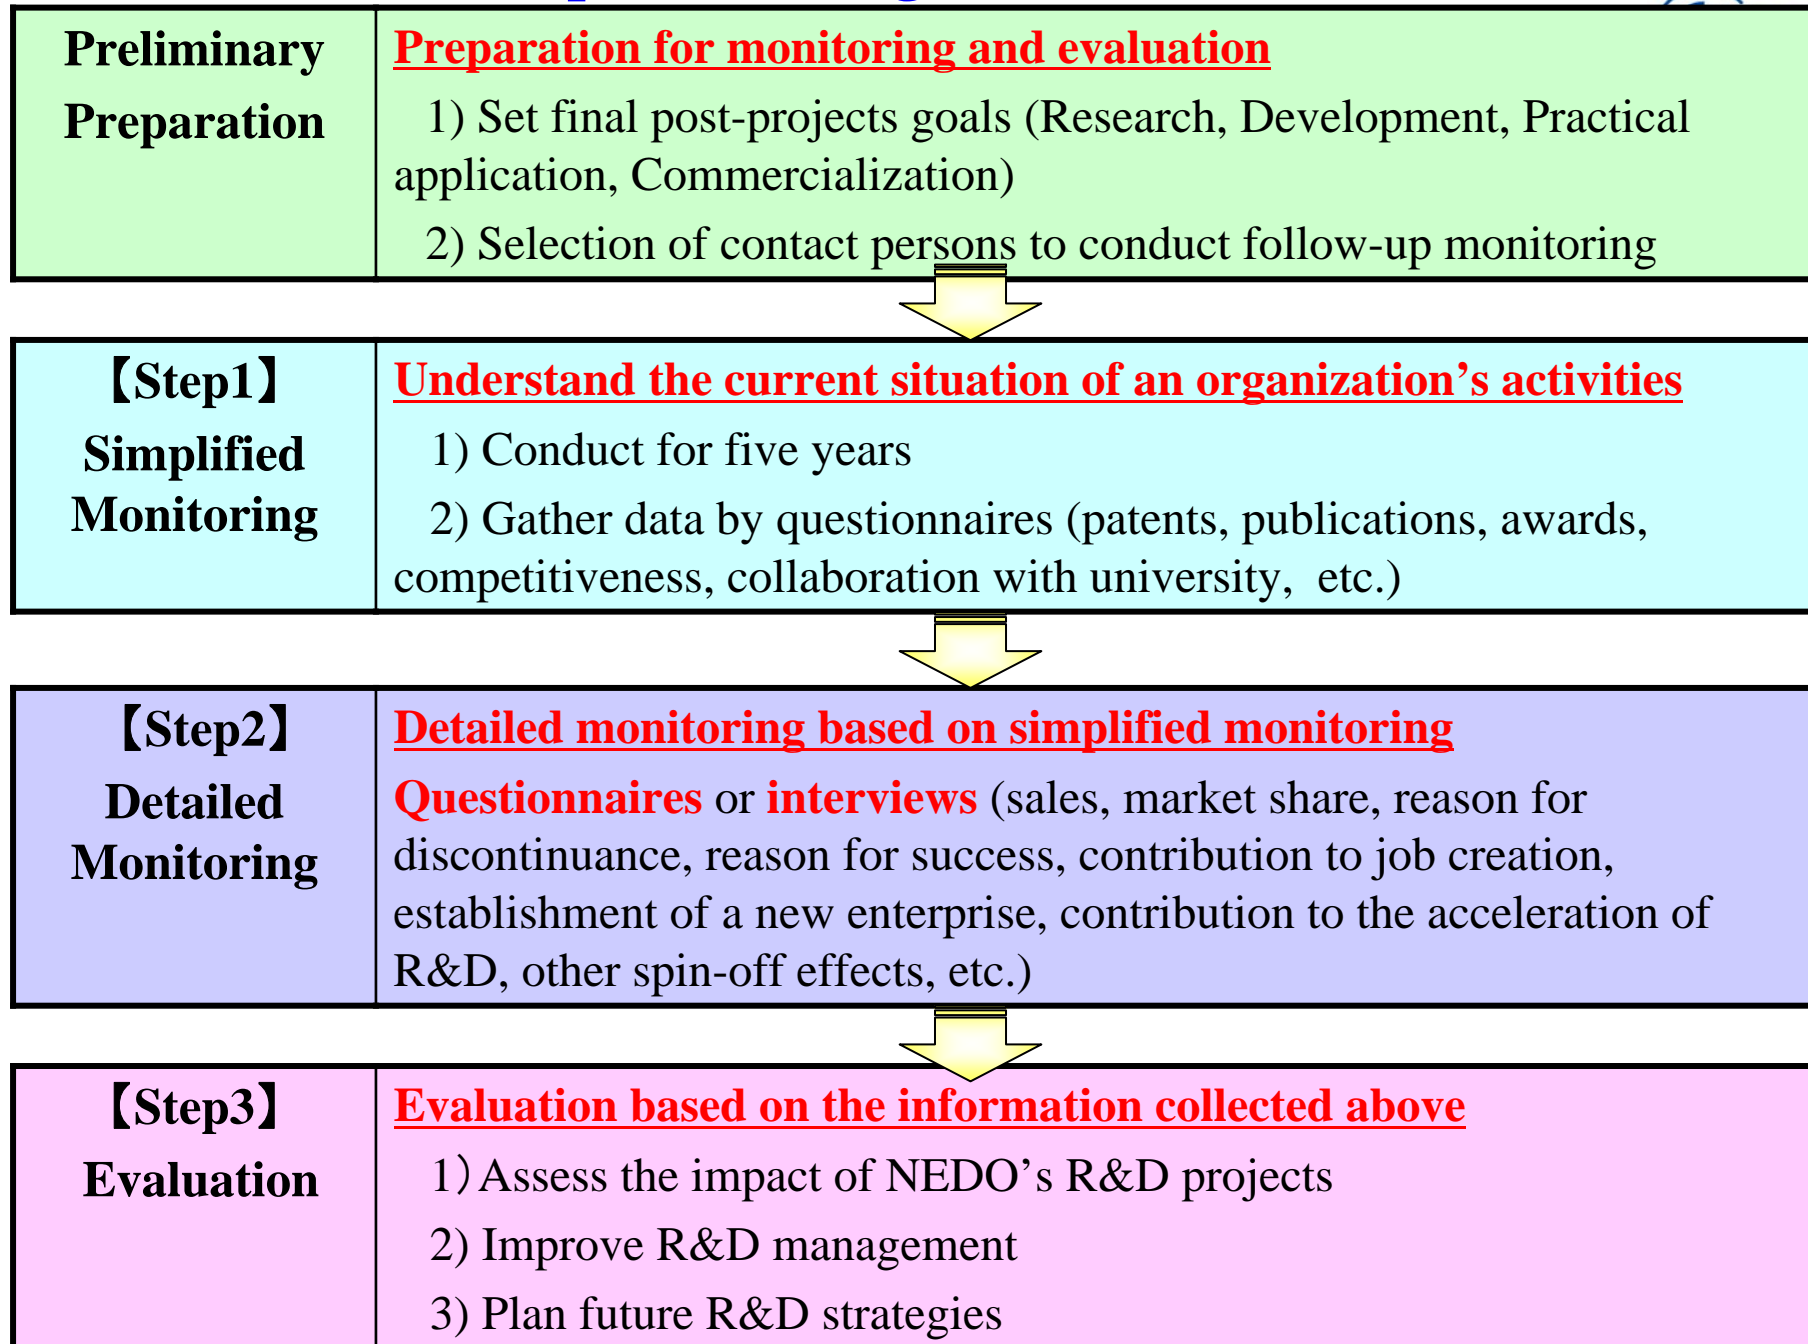 Preliminary
Preparation
Preparation for monitoring and evaluation
1) Set final post-projects goals (Research, Development, Practical
application, Commercialization)
2) Selection of contact persons to conduct follow-up monitoring
【Step1】
Simplified
Monitoring
Understand the current situation of an organization’s activities
1) Conduct for five years
2) Gather data by questionnaires (patents, publications, awards,
competitiveness, collaboration with university,  etc.)
【Step2】
Detailed
Monitoring
Detailed monitoring based on simplified monitoring
Questionnaires or interviews (sales, market share, reason for
discontinuance, reason for success, contribution to job creation,
establishment of a new enterprise, contribution to the acceleration of
R&D, other spin-off effects, etc.)
【Step3】
Evaluation
Evaluation based on the information collected above
1）Assess the impact of NEDO’s R&D projects
2) Improve R&D management
3) Plan future R&D strategies